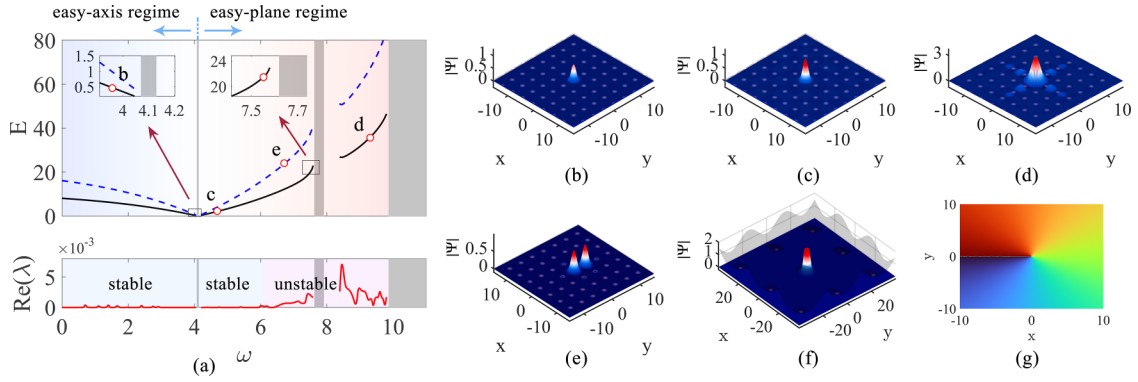 easy-axis regime easy-plane regime
80
60
40
20
0
E
1.5
1
0.5
b
4 4.1 4.2
24
22
20
7.5 7.7
c
e
d
×10⁻³
Re(λ)
5
0
stable stable unstable
0 2 4 6 8 10
ω
(a)
|Ψ|
1
0.5
0
-10 0 10
x
-10 0 10
y
(b)
|Ψ|
1
0.5
0
-10 0 10
x
-10 0 10
y
(c)
|Ψ|
3
0
-10 0 10
x
-10 0 10
y
(d)
|Ψ|
0.5
0
10 0 -10
x
-10 0 10
y
(e)
|Ψ|
2
1
0
-20 0 20
x
-20 0 20
y
(f)
10
0
-10
y
-10 0 10
x
(g)